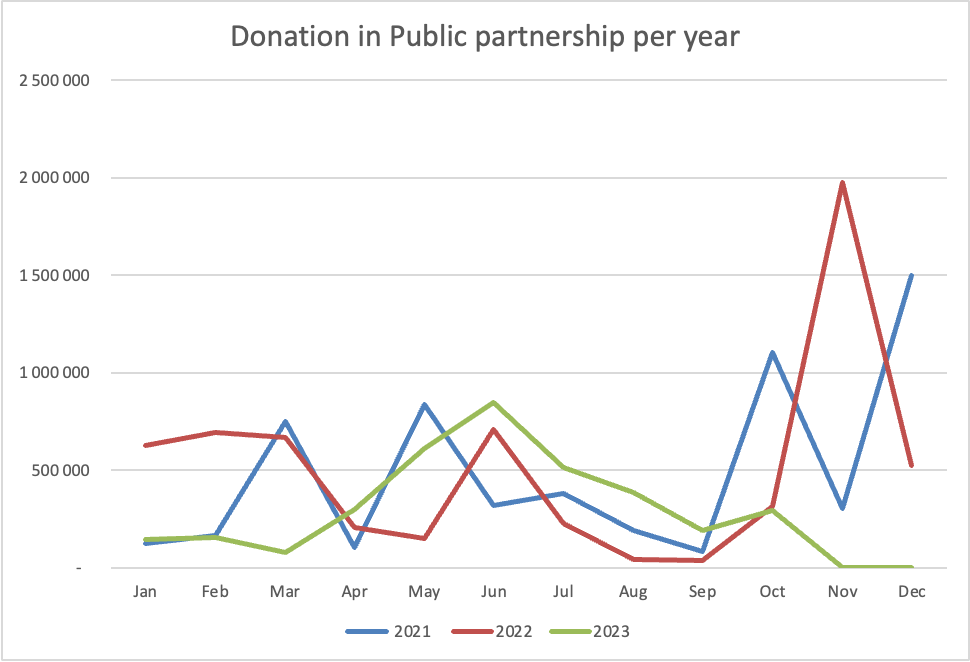 Donation in Public partnership per year
2 500 000
2 000 000
1 500 000
1 000 000
500 000
-
Jan Feb Mar Apr May Jun Jul Aug Sep Oct Nov Dec
2021 2022 2023